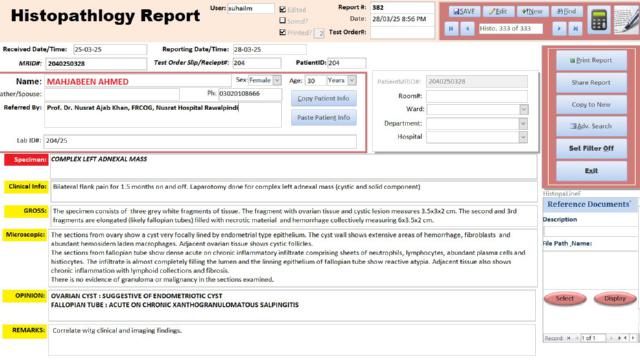 Histopathlogy Report
User: suhailm
Edited
Snired?
Printed? 2
Report #: 382
Date: 28/03/25 8:56 PM
Test Order#:
SAVE Edit New Find
Histo. 333 of 333
Received Date/Time: 25-03-25 Reporting Date/Time: 28-03-25
MRID#: 2040250328 Test Order Slip/Reciept#: 204 PatientID: 204
Name: MAHJABEEN AHMED Sex Female Age: 30 Years
ather/Spouse: Ph: 03020108666
Referred By: Prof. Dr. Nusrat Ajab Khan, FRCOG, Nusrat Hospital Rawalpindi
Copy Patient Info
Paste Patient Info
Lab ID#: 204/25
PatientMRID#: 2040250328
Room#:
Ward:
Department:
Hospital
Print Report
Share Report
Copy to New
Adv. Search
Set Filter Off
Exit
Specimen: COMPLEX LEFT ADNEXAL MASS
Clinical Info: Bilateral flank pain for 1.5 months on and off. Laparotomy done for complex left adnexal mass (cystic and solid component)
GROSS: The specimen consists of three grey white fragments of tissue. The fragment with ovarian tissue and cystic lesion measures 3.5x3x2 cm. The second and 3rd
fragments are elongated (likely fallopian tubes) filled with necrotic material and hemorrhage collectively measuring 6x3.5x2 cm.
Microscopic: The sections from ovary show a cyst very focally lined by endometrial type epithelium. The cyst wall shows extensive areas of hemorrhage, fibroblasts and
abundant hemosiderin laden macrophages. Adjacent ovarian tissue shows cystic follicles.
The sections from fallopian tube show dense acute on chronic inflammatory infiltrate comprising sheets of neutrophils, lymphocytes, abundant plasma cells and
histiocytes. The infiltrate is almost completely filling the lumen and the linning epithelium of fallopian tube show reactive atypia. Adjacent tissue also shows
chronic inflammation with lymphoid collections and fibrosis.
There is no evidence of granuloma or malignancy in the sections examined.
OPINION: OVARIAN CYST : SUGGESTIVE OF ENDOMETRIOTIC CYST
FALLOPIAN TUBE : ACUTE ON CHRONIC XANTHOGRANULOMATOUS SALPINGITIS
REMARKS: Correlate witg clinical and imaging findings.
HistopaLineF
Reference Documents'
Description
File Path_Name:
Select Display
Record: 1 of 1